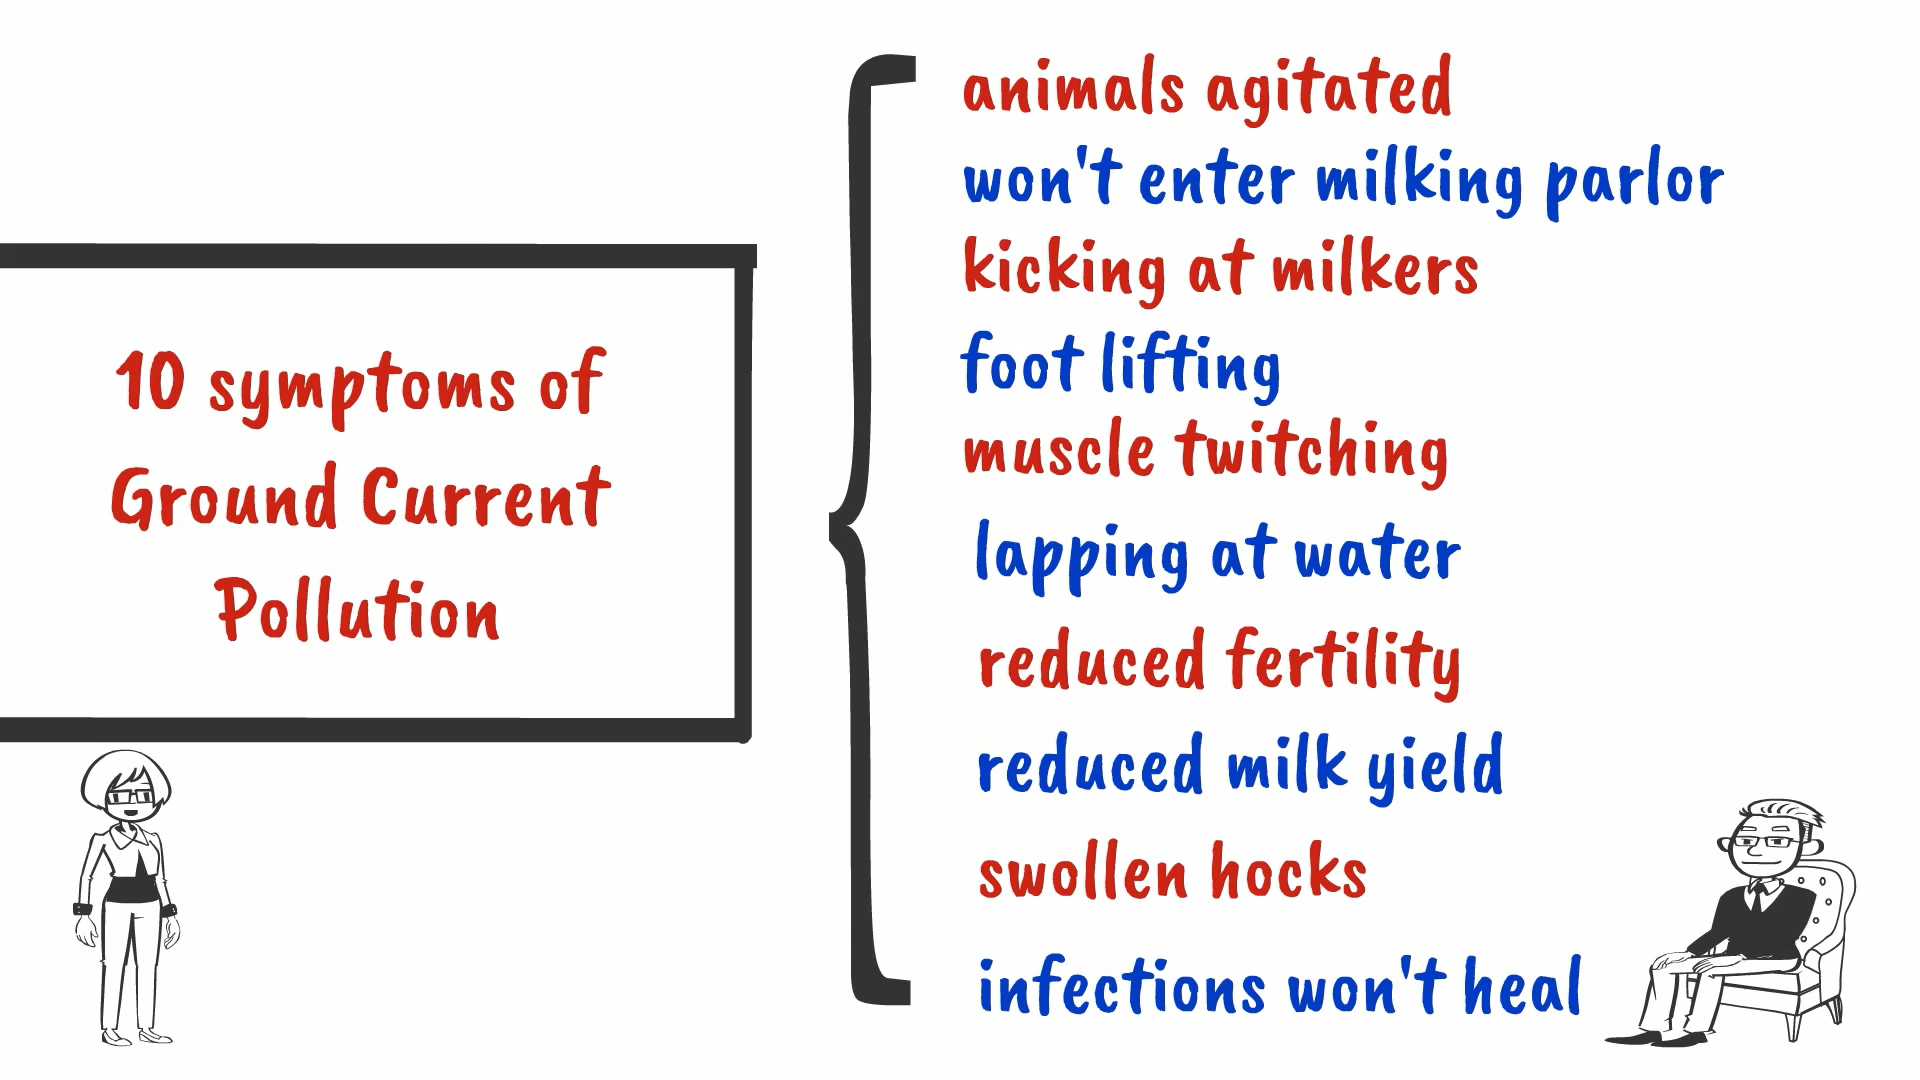 10 symptoms of
Ground Current
Pollution
animals agitated
won't enter milking parlor
kicking at milkers
foot lifting
muscle twitching
lapping at water
reduced fertility
reduced milk yield
swollen hocks
infections won't heal